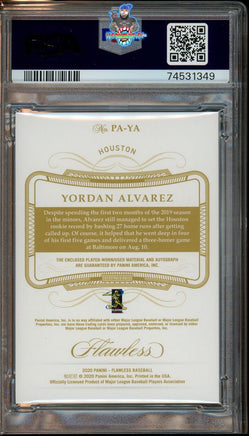 PSA
74531349
No. PA-YA
HOUSTON
YORDAN ALVAREZ
Despite spending the first two months of the 2019 season
in the minors, Alvarez still managed to set the Houston
rookie record by bashing 27 home runs after getting
called up. Of course, it helped that he went deep in four
of his first five games and delivered a three-homer game
at Baltimore on Aug. 10.
THE ENCLOSED PLAYER-WORN/USED MATERIAL AND AUTOGRAPH
ARE GUARANTEED BY PANINI AMERICA, INC.
Flawless
2020 PANINI – FLAWLESS BASEBALL
© 2020 Panini America, Inc. Produced in the USA.
Officially Licensed Product of Major League Baseball Players Association